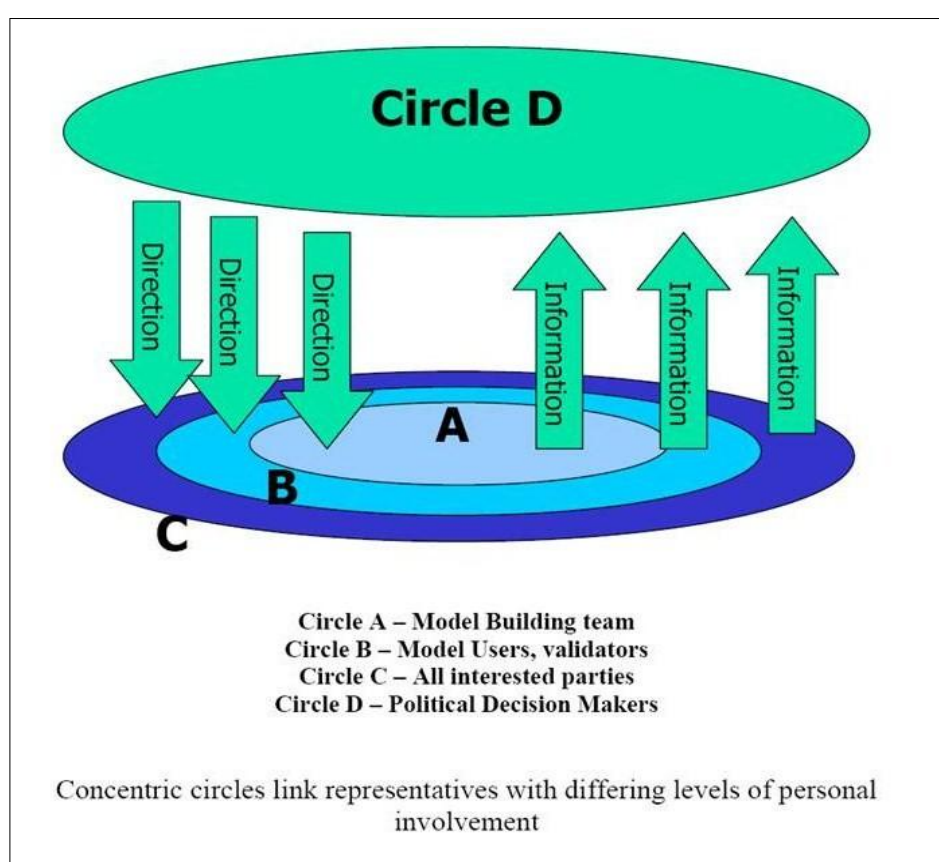 Circle D
Direction
Direction
Direction
Information
Information
Information
A
B
C
Circle A – Model Building team
Circle B – Model Users, validators
Circle C – All interested parties
Circle D – Political Decision Makers
Concentric circles link representatives with differing levels of personal
involvement